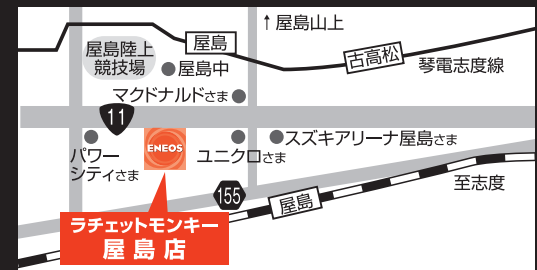 ↑屋島山上
屋島陸上
競技場
屋島
屋島中
古高松
琴電志度線
マクドナルドさま
11
パワー
シティさま
ENEOS
ユニクロさま
スズキアリーナ屋島さま
155
屋島
至志度
ラチェットモンキー
屋島店